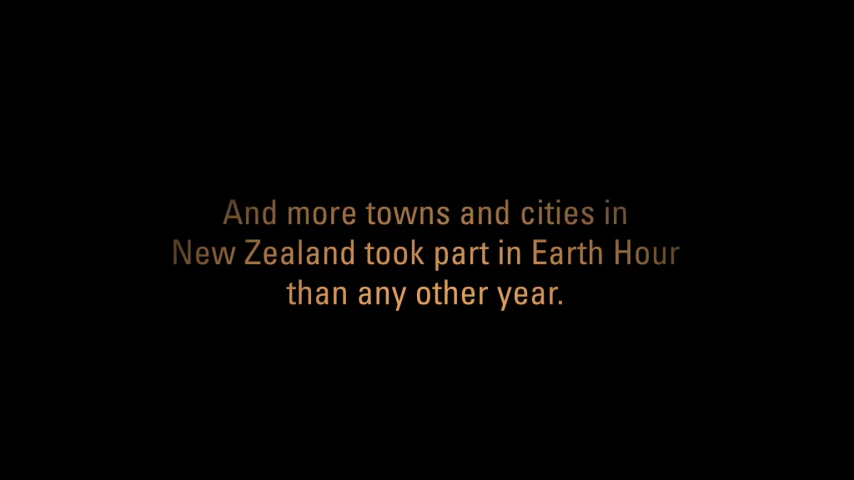 And more towns and cities in
New Zealand took part in Earth Hour
than any other year.